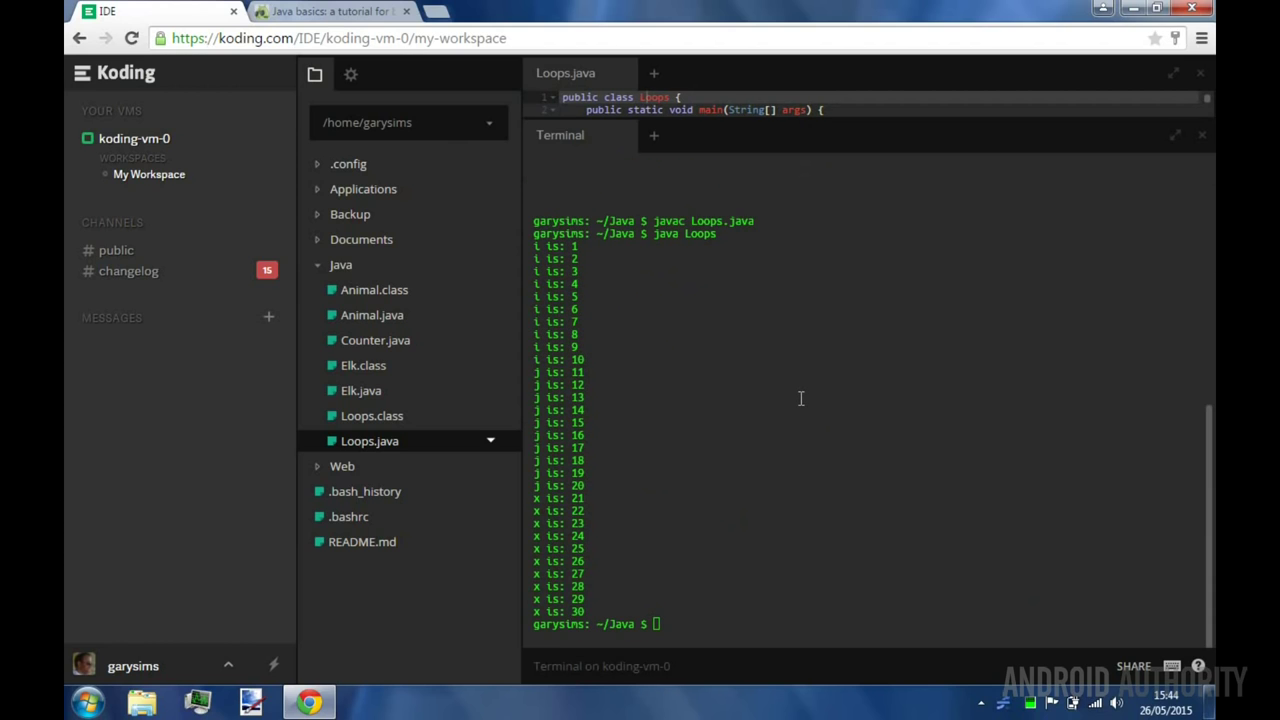 IDE
Java basics: a tutorial for
https://koding.com/IDE/koding-vm-0/my-workspace
Koding
YOUR VMS
koding-vm-0
WORKSPACES
My Workspace
CHANNELS
# public
# changelog
15
MESSAGES
+
garysims
/home/garysims
.config
Applications
Backup
Documents
Java
Animal.class
Animal.java
Counter.java
Elk.class
Elk.java
Loops.class
Loops.java
Web
.bash_history
.bashrc
README.md
Loops.java +
1 public class Loops {
2 public static void main(String[] args) {
Terminal +
garysims: ~/Java $ javac Loops.java
garysims: ~/Java $ java Loops
i is: 1
i is: 2
i is: 3
i is: 4
i is: 5
i is: 6
i is: 7
i is: 8
i is: 9
i is: 10
j is: 11
j is: 12
j is: 13
j is: 14
j is: 15
j is: 16
j is: 17
j is: 18
j is: 19
j is: 20
x is: 21
x is: 22
x is: 23
x is: 24
x is: 25
x is: 26
x is: 27
x is: 28
x is: 29
x is: 30
garysims: ~/Java $
Terminal on koding-vm-0
SHARE
?
ANDROID AUTHORITY
15:44
26/05/2015